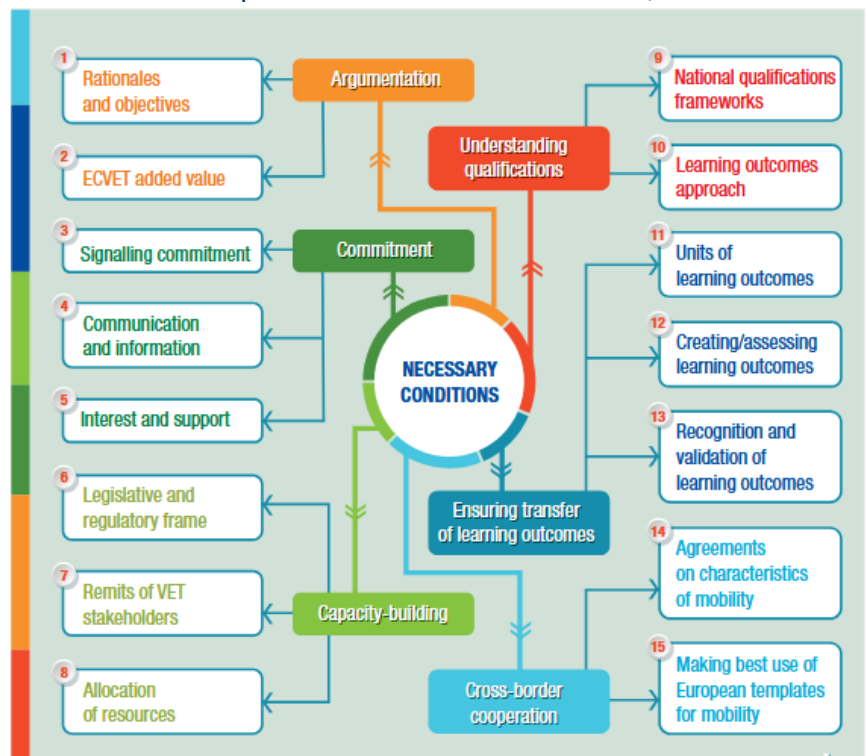 1
Rationales
and objectives
2
ECVET added value
3
Signalling commitment
4
Communication
and information
5
Interest and support
6
Legislative and
regulatory frame
7
Remits of VET
stakeholders
8
Allocation
of resources
Argumentation
Commitment
Capacity-building
NECESSARY
CONDITIONS
Understanding
qualifications
Ensuring transfer
of learning outcomes
Cross-border
cooperation
9
National qualifications
frameworks
10
Learning outcomes
approach
11
Units of
learning outcomes
12
Creating/assessing
learning outcomes
13
Recognition and
validation of
learning outcomes
14
Agreements
on characteristics
of mobility
15
Making best use of
European templates
for mobility